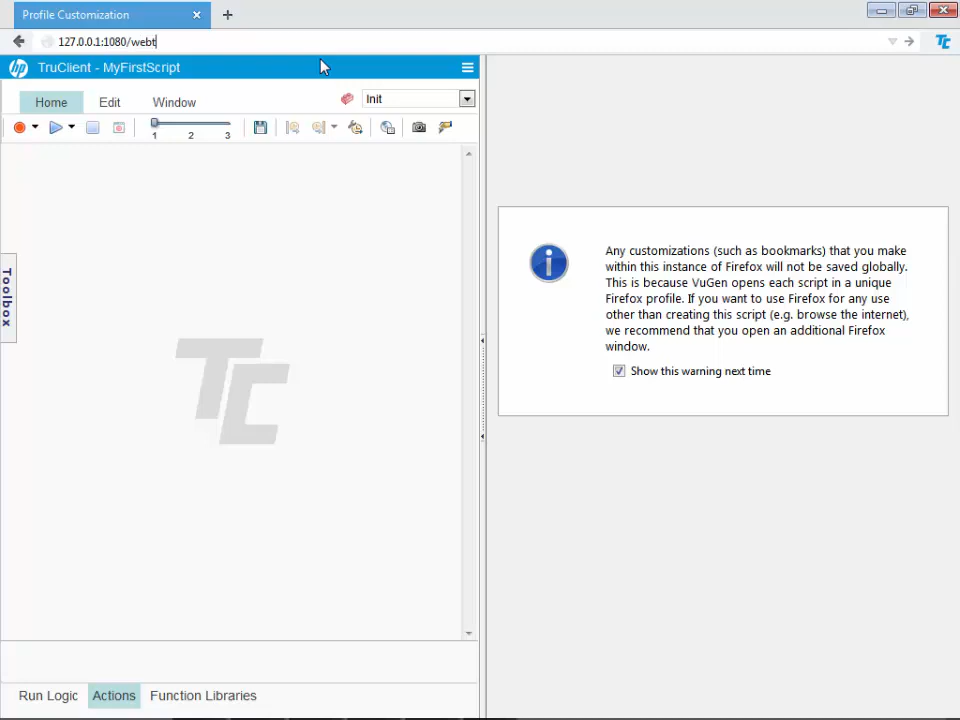 Profile Customization
127.0.0.1:1080/webt
TC
hp TruClient - MyFirstScript
Home Edit Window
Init
1 2 3
Toolbox
TC
Any customizations (such as bookmarks) that you make
within this instance of Firefox will not be saved globally.
This is because VuGen opens each script in a unique
Firefox profile. If you want to use Firefox for any use
other than creating this script (e.g. browse the internet),
we recommend that you open an additional Firefox
window.
Show this warning next time
Run Logic Actions Function Libraries